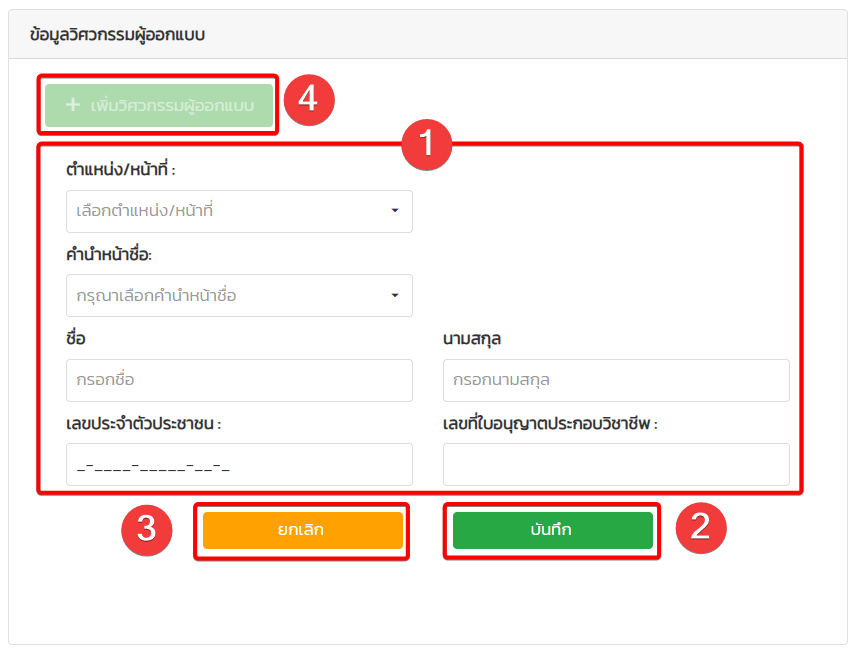 ข้อมูลวิศวกรรมผู้ออกแบบ
+ เพิ่มวิศวกรรมผู้ออกแบบ
4
1
ตำแหน่ง/หน้าที่ :
เลือกตำแหน่ง/หน้าที่
คำนำหน้าชื่อ:
กรุณาเลือกคำนำหน้าชื่อ
ชื่อ นามสกุล
กรอกชื่อ กรอกนามสกุล
เลขประจำตัวประชาชน : เลขที่ใบอนุญาตประกอบวิชาชีพ :
_-____-_____-__-_
3 ยกเลิก บันทึก 2